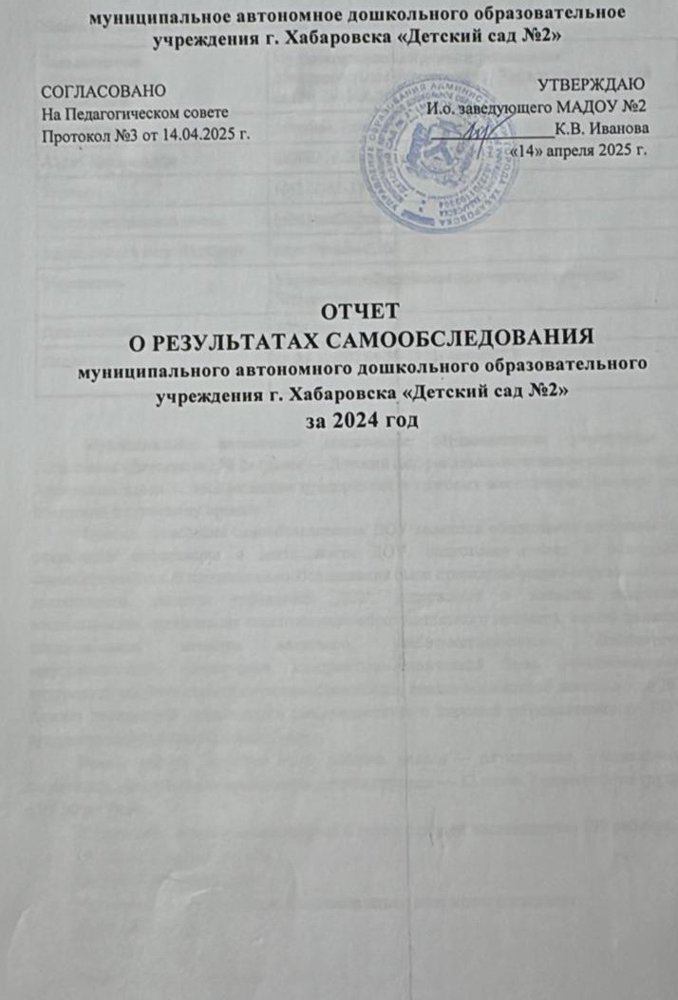 муниципальное автономное дошкольного образовательное
учреждения г. Хабаровска «Детский сад №2»
СОГЛАСОВАНО
На Педагогическом совете
Протокол №3 от 14.04.2025 г.
УТВЕРЖДАЮ
И.о. заведующего МАДОУ №2
К.В. Иванова
«14» апреля 2025 г.
ОТЧЕТ
О РЕЗУЛЬТАТАХ САМООБСЛЕДОВАНИЯ
муниципального автономного дошкольного образовательного
учреждения г. Хабаровска «Детский сад №2»
за 2024 год